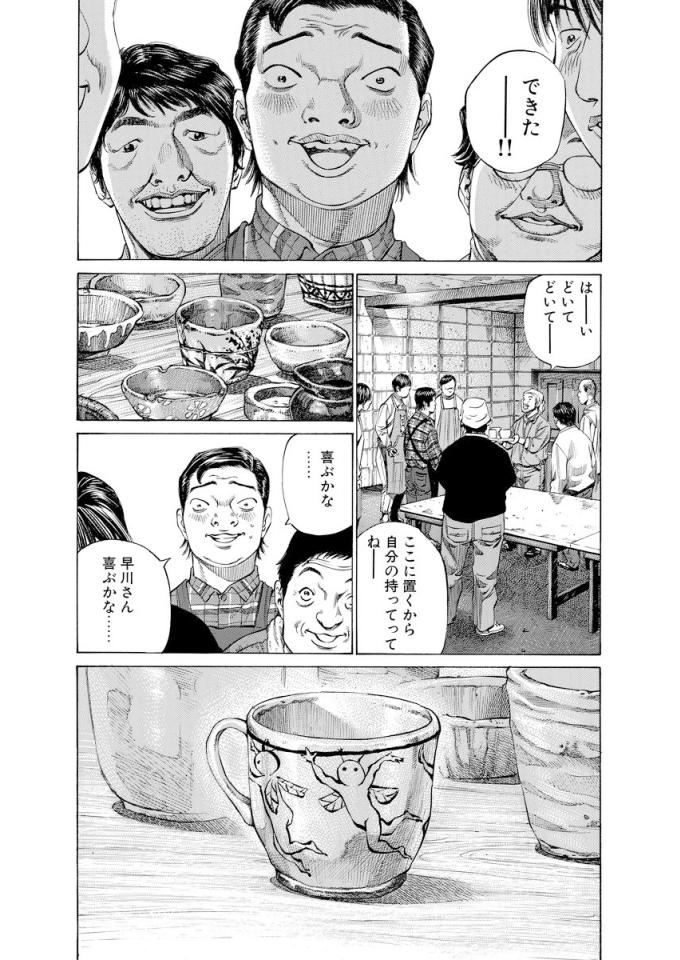 できた
──!!
は──い
どいて
どいて──
ここに置くから
自分の持ってって
ね──
喜ぶかな
……
早川さん
喜ぶかな……